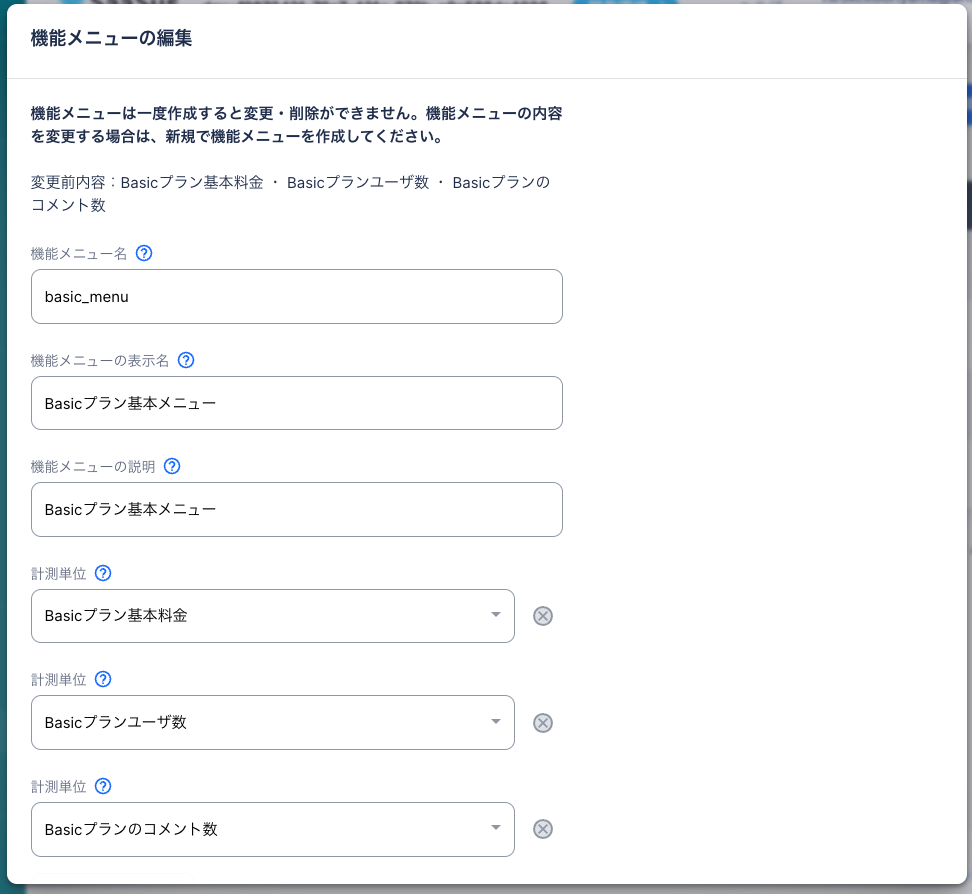 機能メニューの編集
機能メニューは一度作成すると変更・削除ができません。機能メニューの内容
を変更する場合は、新規で機能メニューを作成してください。
変更前内容：Basicプラン基本料金 ・ Basicプランユーザ数 ・ Basicプランの
コメント数
機能メニュー名
basic_menu
機能メニューの表示名
Basicプラン基本メニュー
機能メニューの説明
Basicプラン基本メニュー
計測単位
Basicプラン基本料金
計測単位
Basicプランユーザ数
計測単位
Basicプランのコメント数